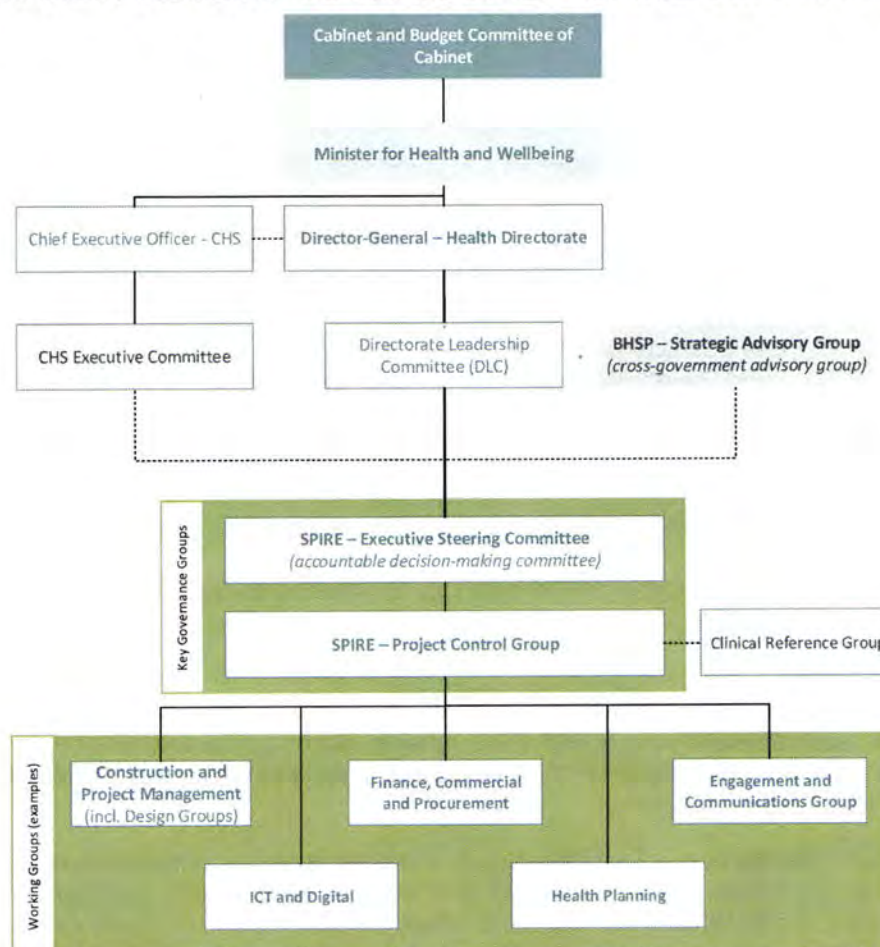 Cabinet and Budget Committee of
Cabinet
Minister for Health and Wellbeing
Chief Executive Officer - CHS
Director-General – Health Directorate
CHS Executive Committee
Directorate Leadership
Committee (DLC)
BHSP – Strategic Advisory Group
(cross-government advisory group)
Key Governance Groups
SPIRE – Executive Steering Committee
(accountable decision-making committee)
SPIRE – Project Control Group
Clinical Reference Group
Working Groups (examples)
Construction and
Project Management
(incl. Design Groups)
Finance, Commercial
and Procurement
Engagement and
Communications Group
ICT and Digital
Health Planning